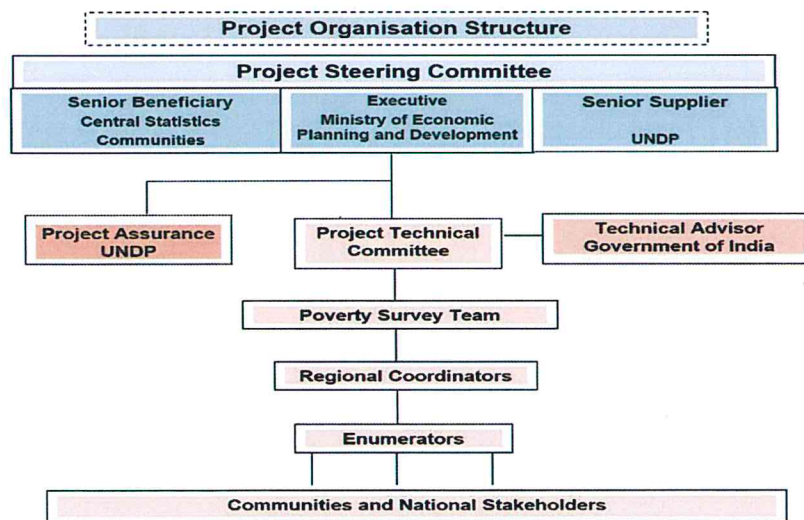 Project Organisation Structure
Project Steering Committee
Senior Beneficiary
Central Statistics
Communities
Executive
Ministry of Economic
Planning and Development
Senior Supplier
UNDP
Project Assurance
UNDP
Project Technical
Committee
Technical Advisor
Government of India
Poverty Survey Team
Regional Coordinators
Enumerators
Communities and National Stakeholders